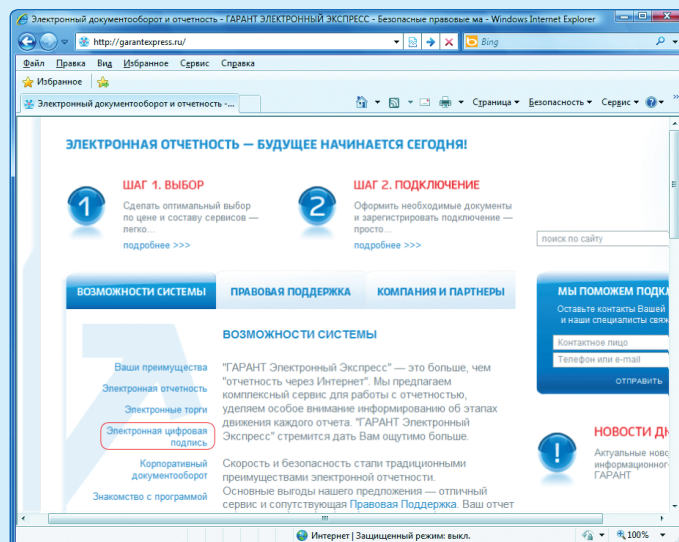 Электронный документооборот и отчетность - ГАРАНТ ЭЛЕКТРОННЫЙ ЭКСПРЕСС - Безопасные правовые ма - Windows Internet Explorer
http://garantexpress.ru/
Bing
Файл Правка Вид Избранное Сервис Справка
Избранное
Электронный документооборот и отчетность -...
Страница Безопасность Сервис
ЭЛЕКТРОННАЯ ОТЧЕТНОСТЬ — БУДУЩЕЕ НАЧИНАЕТСЯ СЕГОДНЯ!
1
ШАГ 1. ВЫБОР
Сделать оптимальный выбор
по цене и составу сервисов —
легко...
подробнее >>>
2
ШАГ 2. ПОДКЛЮЧЕНИЕ
Оформить необходимые документы
и зарегистрировать подключение —
просто...
подробнее >>>
поиск по сайту
ВОЗМОЖНОСТИ СИСТЕМЫ
ПРАВОВАЯ ПОДДЕРЖКА
КОМПАНИЯ И ПАРТНЕРЫ
Ваши преимущества
Электронная отчетность
Электронные торги
Электронная цифровая
подпись
Корпоративный
документооборот
Знакомство с программой
ВОЗМОЖНОСТИ СИСТЕМЫ
"ГАРАНТ Электронный Экспресс" — это больше, чем
"отчетность через Интернет". Мы предлагаем
комплексный сервис для работы с отчетностью,
уделяем особое внимание информированию об этапах
движения каждого отчета. "ГАРАНТ Электронный
Экспресс" стремится дать Вам ощутимо больше.
Скорость и безопасность стали традиционными
преимуществами электронной отчетности.
Основные выгоды нашего предложения — отличный
сервис и сопутствующая Правовая Поддержка. Ваш отчет
МЫ ПОМОЖЕМ ПОДКЛ
Оставьте контакты Вашей
и наши специалисты свяж
Контактное лицо
Телефон или e-mail
ОТПРАВИТЬ
НОВОСТИ ДЛ
Актуальные ново
информационног
ГАРАНТ
Интернет | Защищенный режим: выкл.
100%